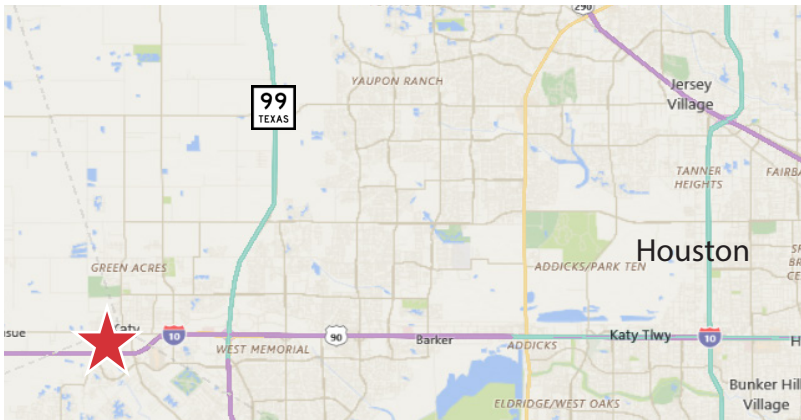 290
Jersey
Village
YAUPON RANCH
99
TEXAS
TANNER
HEIGHTS
Houston
GREEN ACRES
ADDICKS/PARK TEN
Katy
10
90
Barker
Katy Tlwy
10
WEST MEMORIAL
ADDICKS
Bunker Hill
Village
ELDRIDGE/WEST OAKS